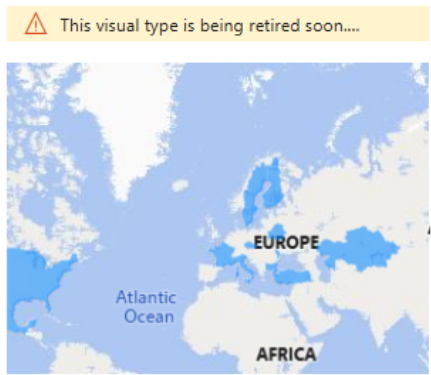 This visual type is being retired soon....
EUROPE
Atlantic
Ocean
AFRICA